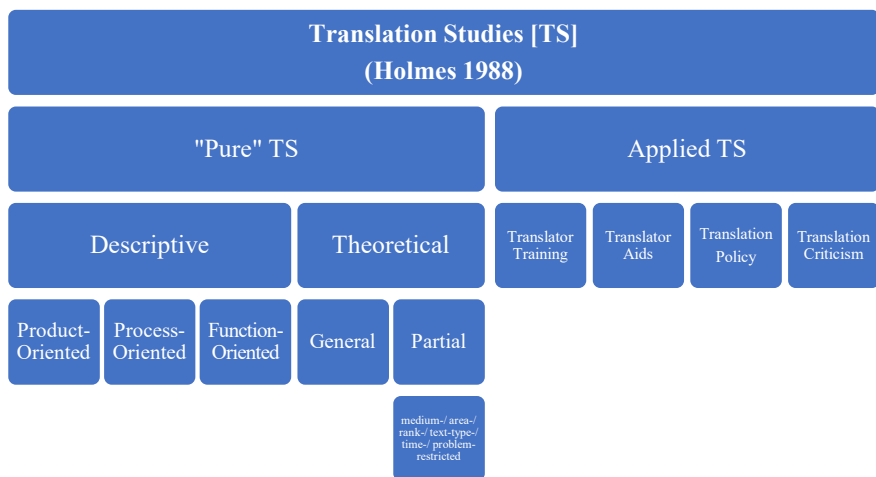 Translation Studies [TS]
(Holmes 1988)
"Pure" TS
Applied TS
Descriptive
Theoretical
Translator
Training
Translator
Aids
Translation
Policy
Translation
Criticism
Product-
Oriented
Process-
Oriented
Function-
Oriented
General
Partial
medium-/ area-/
rank-/ text-type-/
time-/ problem-
restricted